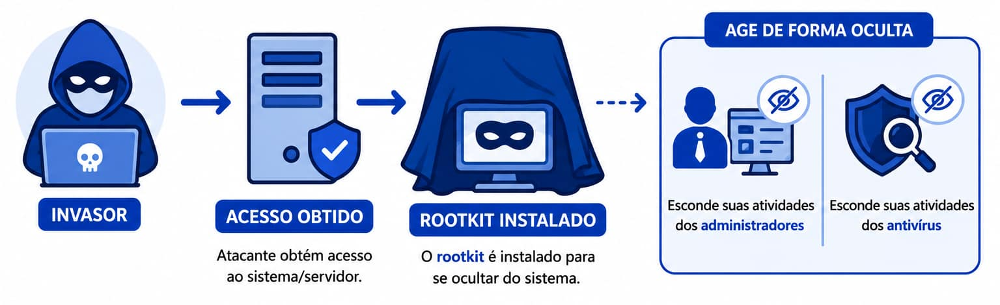 INVASOR
ACESSO OBTIDO
Atacante obtém acesso
ao sistema/servidor.
ROOTKIT INSTALADO
O rootkit é instalado para
se ocultar do sistema.
AGE DE FORMA OCULTA
Esconde suas atividades
dos administradores
Esconde suas atividades
dos antivírus